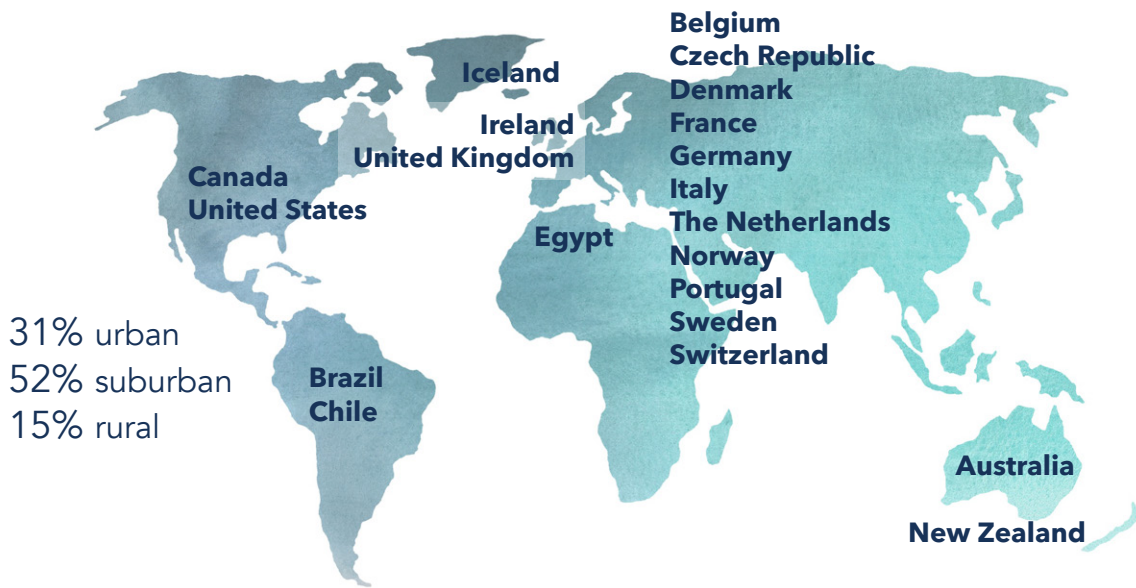 Belgium
Czech Republic
Denmark
France
Germany
Italy
The Netherlands
Norway
Portugal
Sweden
Switzerland
Iceland
Ireland
United Kingdom
Canada
United States
Egypt
31% urban
52% suburban
15% rural
Brazil
Chile
Australia
New Zealand